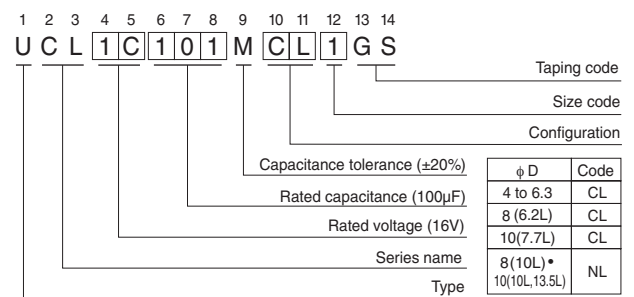 1 2 3 4 5 6 7 8 9 10 11 12 13 14
U C L 1 C 1 0 1 M C L 1 G S
Taping code
Size code
Configuration
Capacitance tolerance (±20%)
Rated capacitance (100µF)
Rated voltage (16V)
Series name
Type
ϕ D Code
4 to 6.3 CL
8 (6.2L) CL
10(7.7L) CL
8(10L)•
10(10L,13.5L) NL